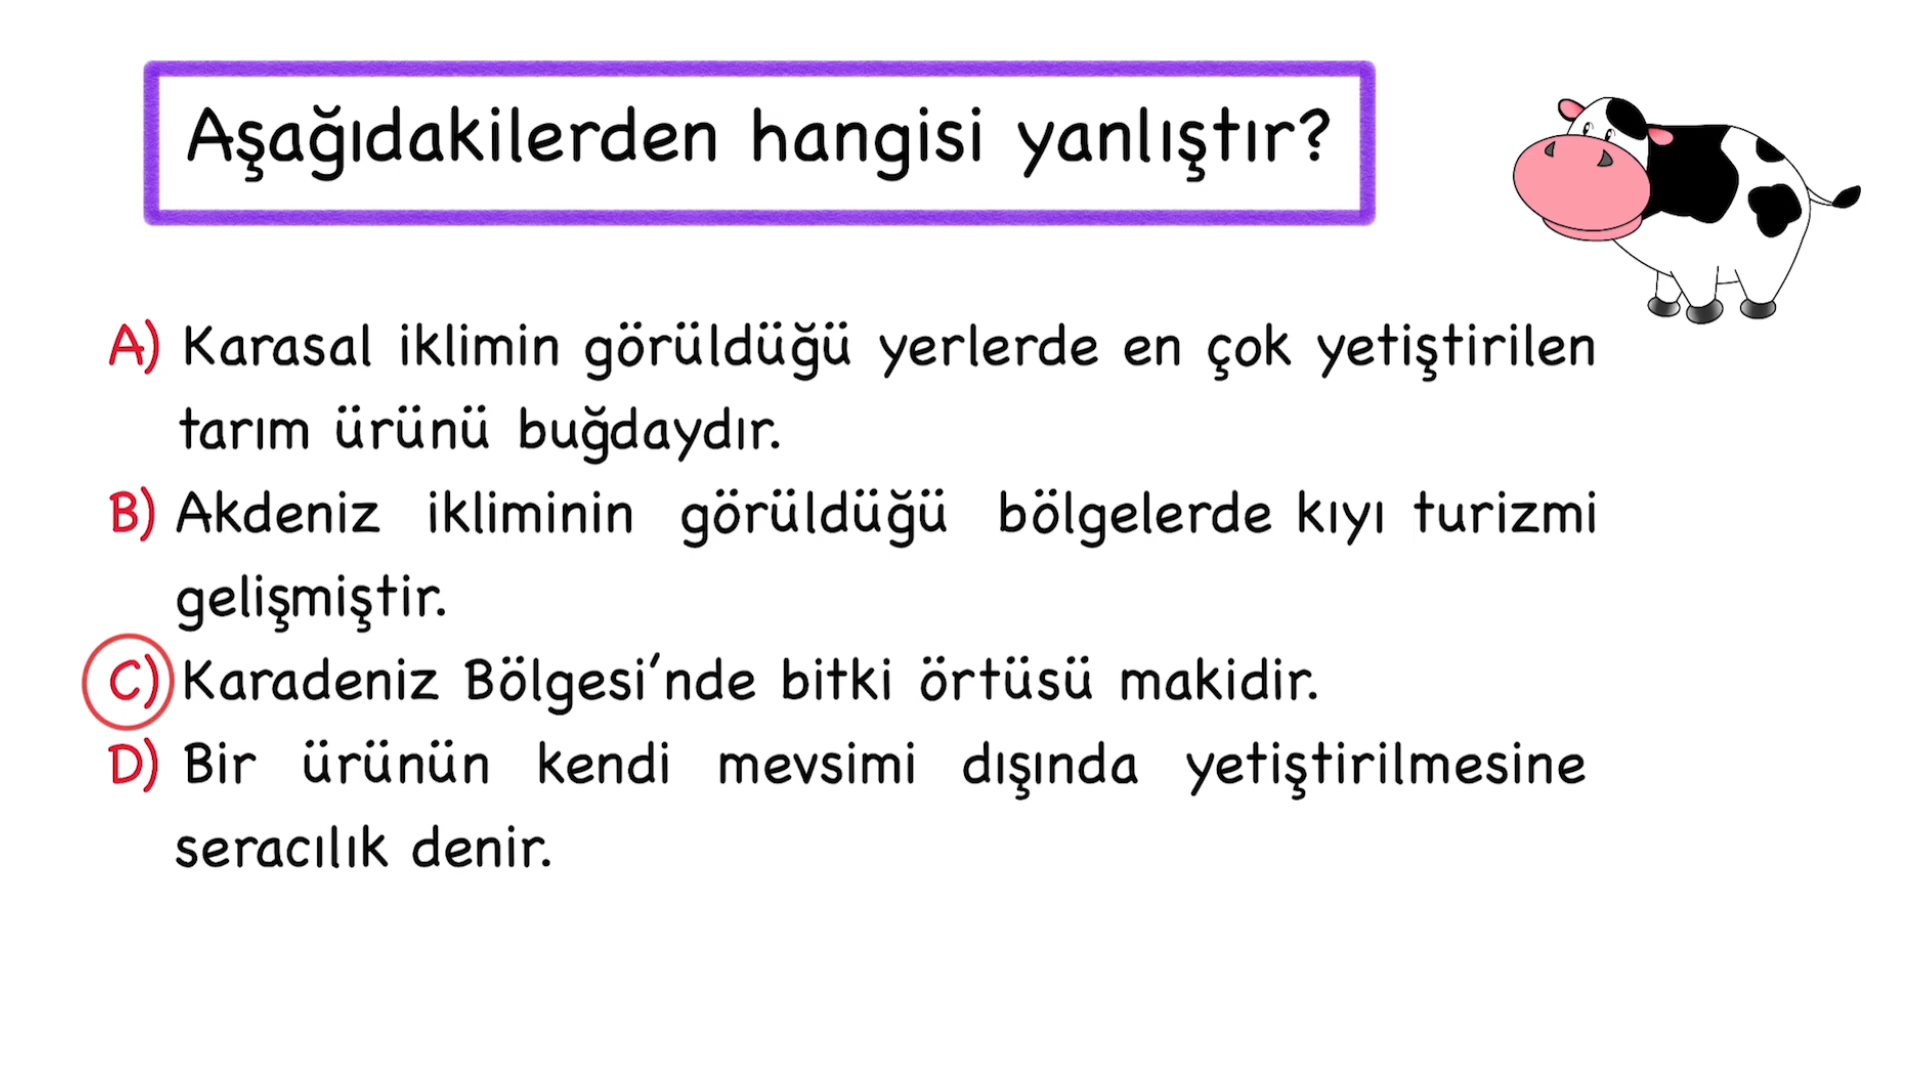 Aşağıdakilerden hangisi yanlıştır?
A) Karasal iklimin görüldüğü yerlerde en çok yetiştirilen
tarım ürünü buğdaydır.
B) Akdeniz ikliminin görüldüğü bölgelerde kıyı turizmi
gelişmiştir.
C) Karadeniz Bölgesi’nde bitki örtüsü makidir.
D) Bir ürünün kendi mevsimi dışında yetiştirilmesine
seracılık denir.